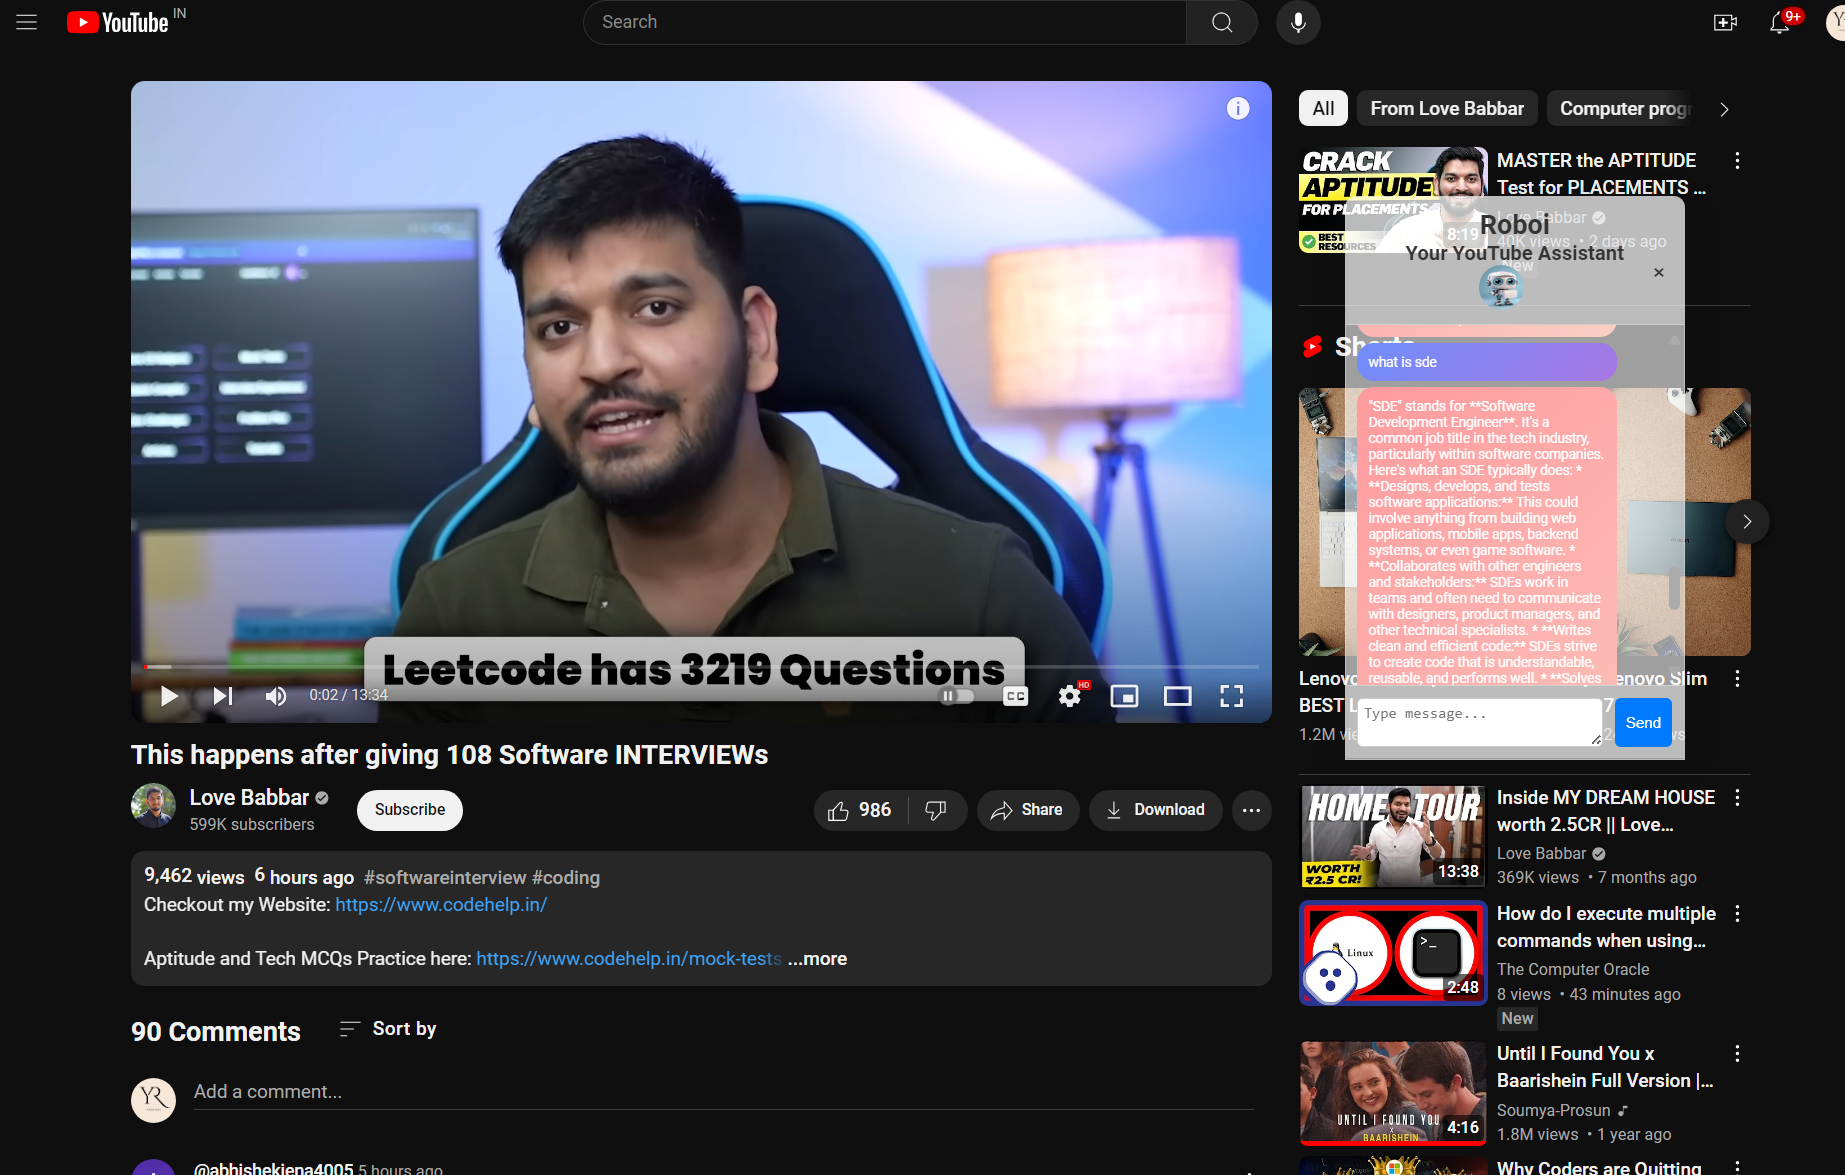 YouTube IN
Search
9+
YR
i
Leetcode has 3219 Questions
0:02 / 13:34
CC
HD
This happens after giving 108 Software INTERVIEWs
Love Babbar
599K subscribers
Subscribe
986
Share
Download
9,462 views 6 hours ago #softwareinterview #coding
Checkout my Website: https://www.codehelp.in/
Aptitude and Tech MCQs Practice here: https://www.codehelp.in/mock-tests ...more
90 Comments
Sort by
YR
Add a comment...
@abhishekjena4005 5 hours ago
All
From Love Babbar
Computer progr
CRACK
APTITUDE
FOR PLACEMENTS
BEST
RESOURCES
8:19
MASTER the APTITUDE
Test for PLACEMENTS ...
Love Babbar
40K views • 2 days ago
New
Roboi
Your YouTube Assistant
×
Shorts
what is sde
"SDE" stands for **Software
Development Engineer**. It's a
common job title in the tech industry,
particularly within software companies.
Here's what an SDE typically does: *
**Designs, develops, and tests
software applications:** This could
involve anything from building web
applications, mobile apps, backend
systems, or even game software. *
**Collaborates with other engineers
and stakeholders:** SDEs work in
teams and often need to communicate
with designers, product managers, and
other technical specialists. * **Writes
clean and efficient code:** SDEs strive
to create code that is understandable,
reusable, and performs well. * **Solves
Type message...
Send
Lenovo
BEST L
1.2M vi
enovo Slim
7
Inside MY DREAM HOUSE
worth 2.5CR || Love...
Love Babbar
369K views • 7 months ago
HOME TOUR
WORTH
₹2.5 CR!
13:38
How do I execute multiple
commands when using...
The Computer Oracle
8 views • 43 minutes ago
New
Linux
>_
2:48
Until I Found You x
Baarishein Full Version |...
Soumya-Prosun
1.8M views • 1 year ago
UNTIL I FOUND YOU
x
BAARISHEIN
4:16
Why Coders are Quitting